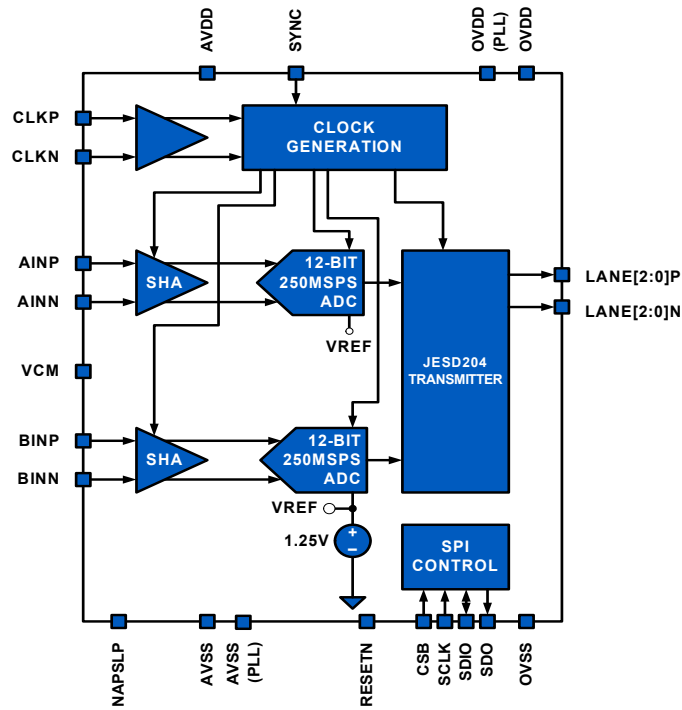 AVDD
SYNC
OVDD
(PLL)
OVDD
CLKP
CLKN
CLOCK
GENERATION
AINP
AINN
SHA
12-BIT
250MSPS
ADC
VREF
LANE[2:0]P
LANE[2:0]N
JESD204
TRANSMITTER
VCM
BINP
BINN
SHA
12-BIT
250MSPS
ADC
VREF
1.25V
+
–
SPI
CONTROL
NAPSLP
AVSS
AVSS
(PLL)
RESETN
CSB
SCLK
SDIO
SDO
OVSS